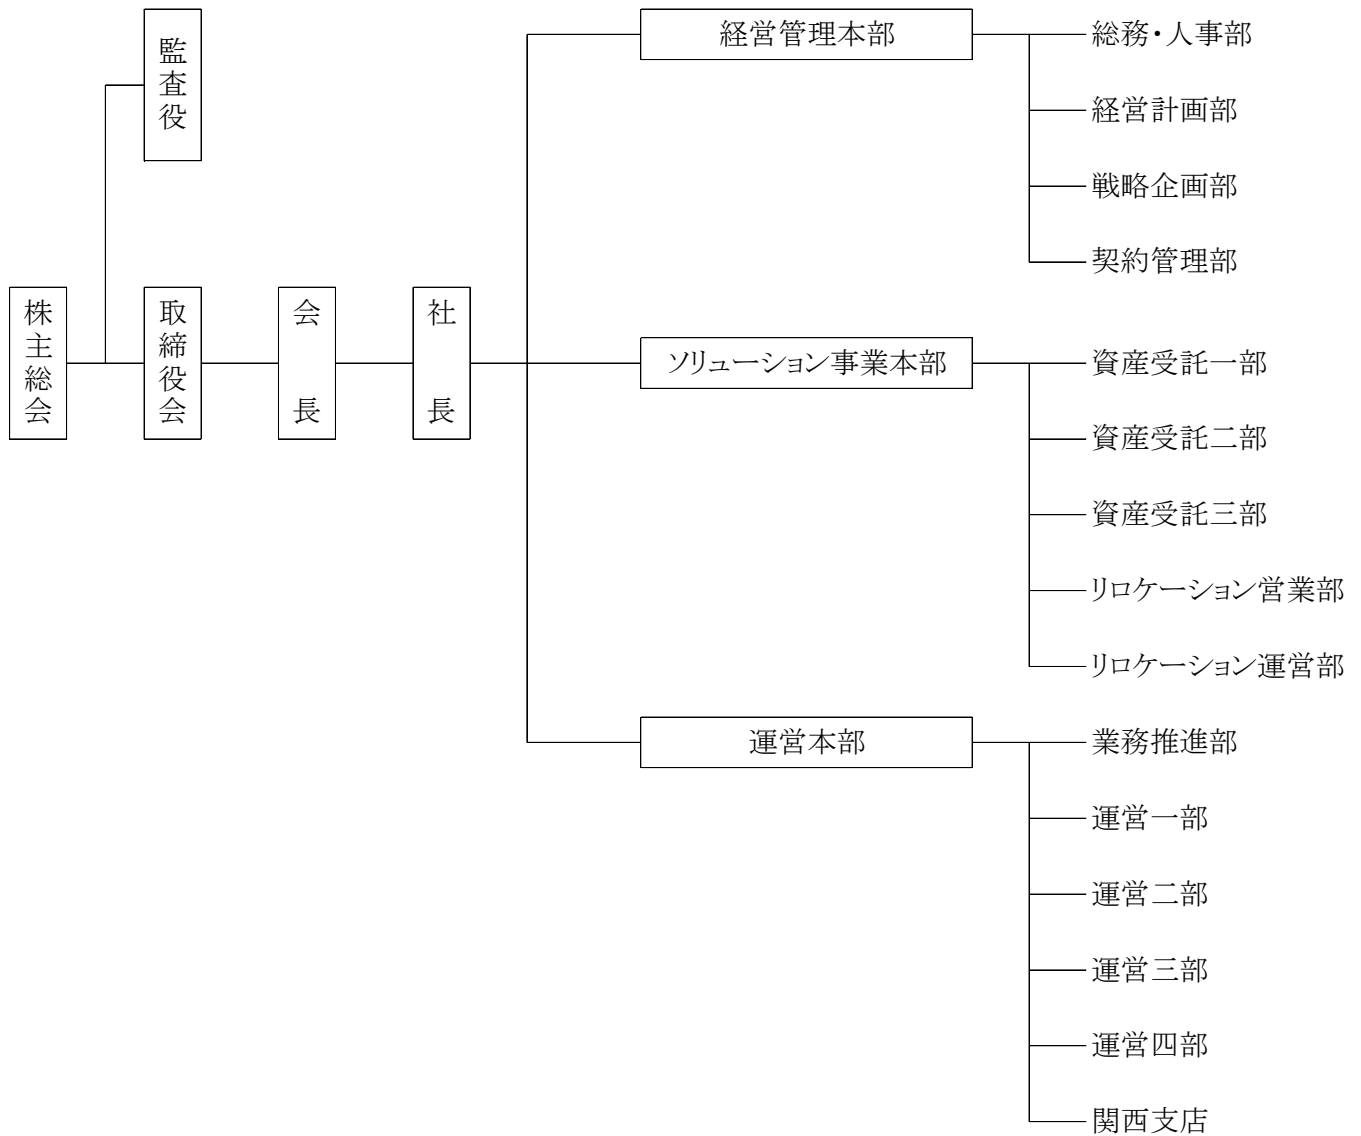 監査役
株主総会
取締役会
会長
社長
経営管理本部
総務・人事部
経営計画部
戦略企画部
契約管理部
ソリューション事業本部
資産受託一部
資産受託二部
資産受託三部
リロケーション営業部
リロケーション運営部
運営本部
業務推進部
運営一部
運営二部
運営三部
運営四部
関西支店